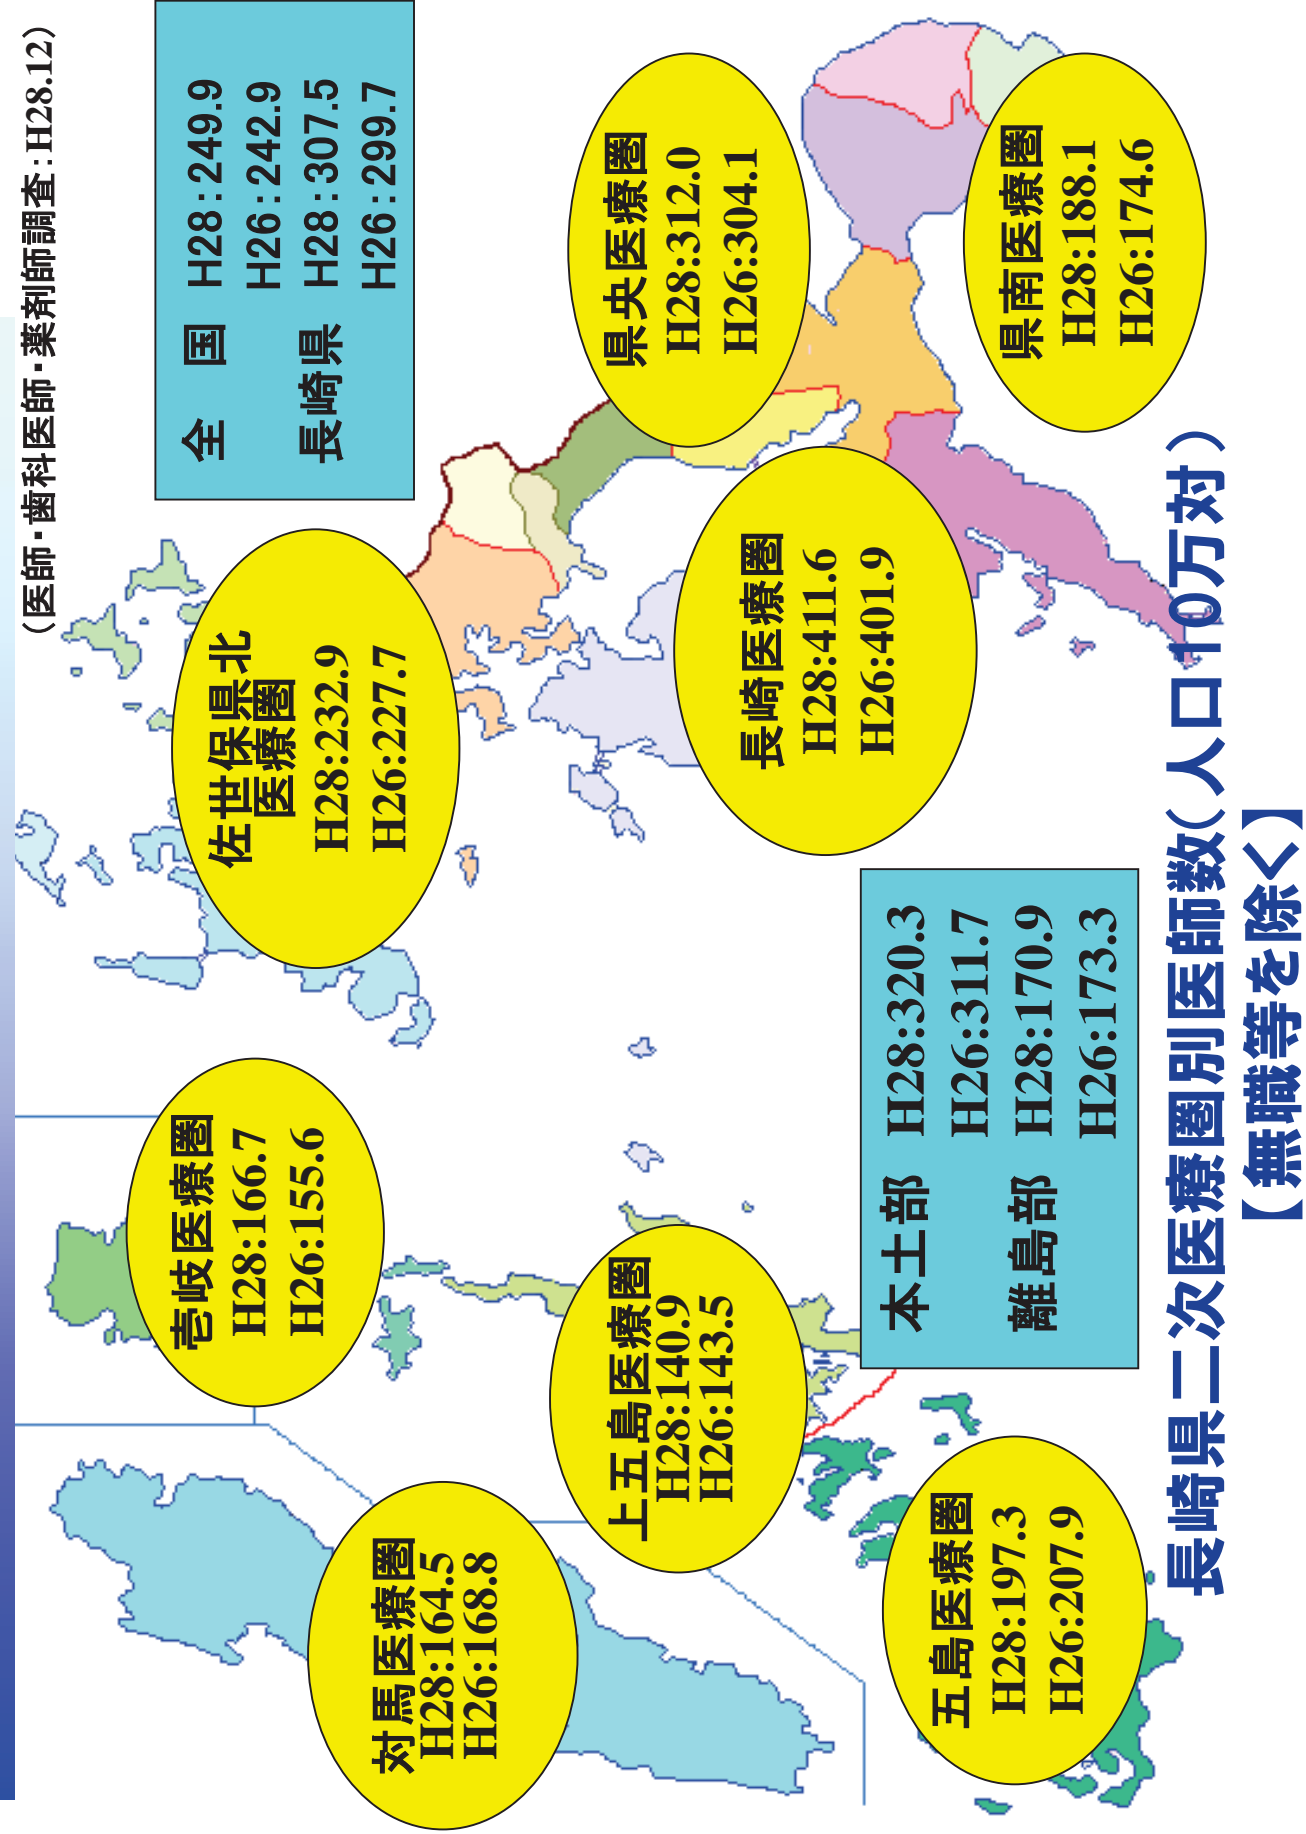 長崎県二次医療圏別医師数（人口10万対）
【無職等を除く】
（医師・歯科医師・薬剤師調査：H28.12）
全　国　H28：249.9
H26：242.9
長崎県　H28：307.5
H26：299.7
対馬医療圏
H28:164.5
H26:168.8
壱岐医療圏
H28:166.7
H26:155.6
佐世保県北
医療圏
H28:232.9
H26:227.7
県央医療圏
H28:312.0
H26:304.1
上五島医療圏
H28:140.9
H26:143.5
長崎医療圏
H28:411.6
H26:401.9
五島医療圏
H28:197.3
H26:207.9
本土部　H28:320.3
H26:311.7
離島部　H28:170.9
H26:173.3
県南医療圏
H28:188.1
H26:174.6